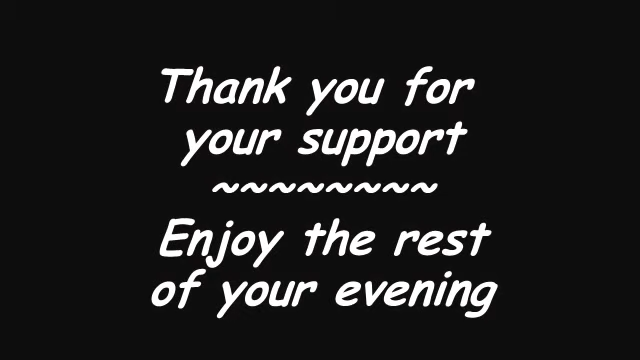 Thank you for
your support
~~~~~~~~
Enjoy the rest
of your evening